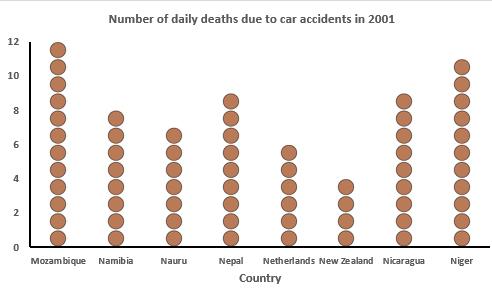 Number of daily deaths due to car accidents in 2001
12
10
8
6
4
2
0
Mozambique Namibia Nauru Nepal Netherlands New Zealand Nicaragua Niger
Country